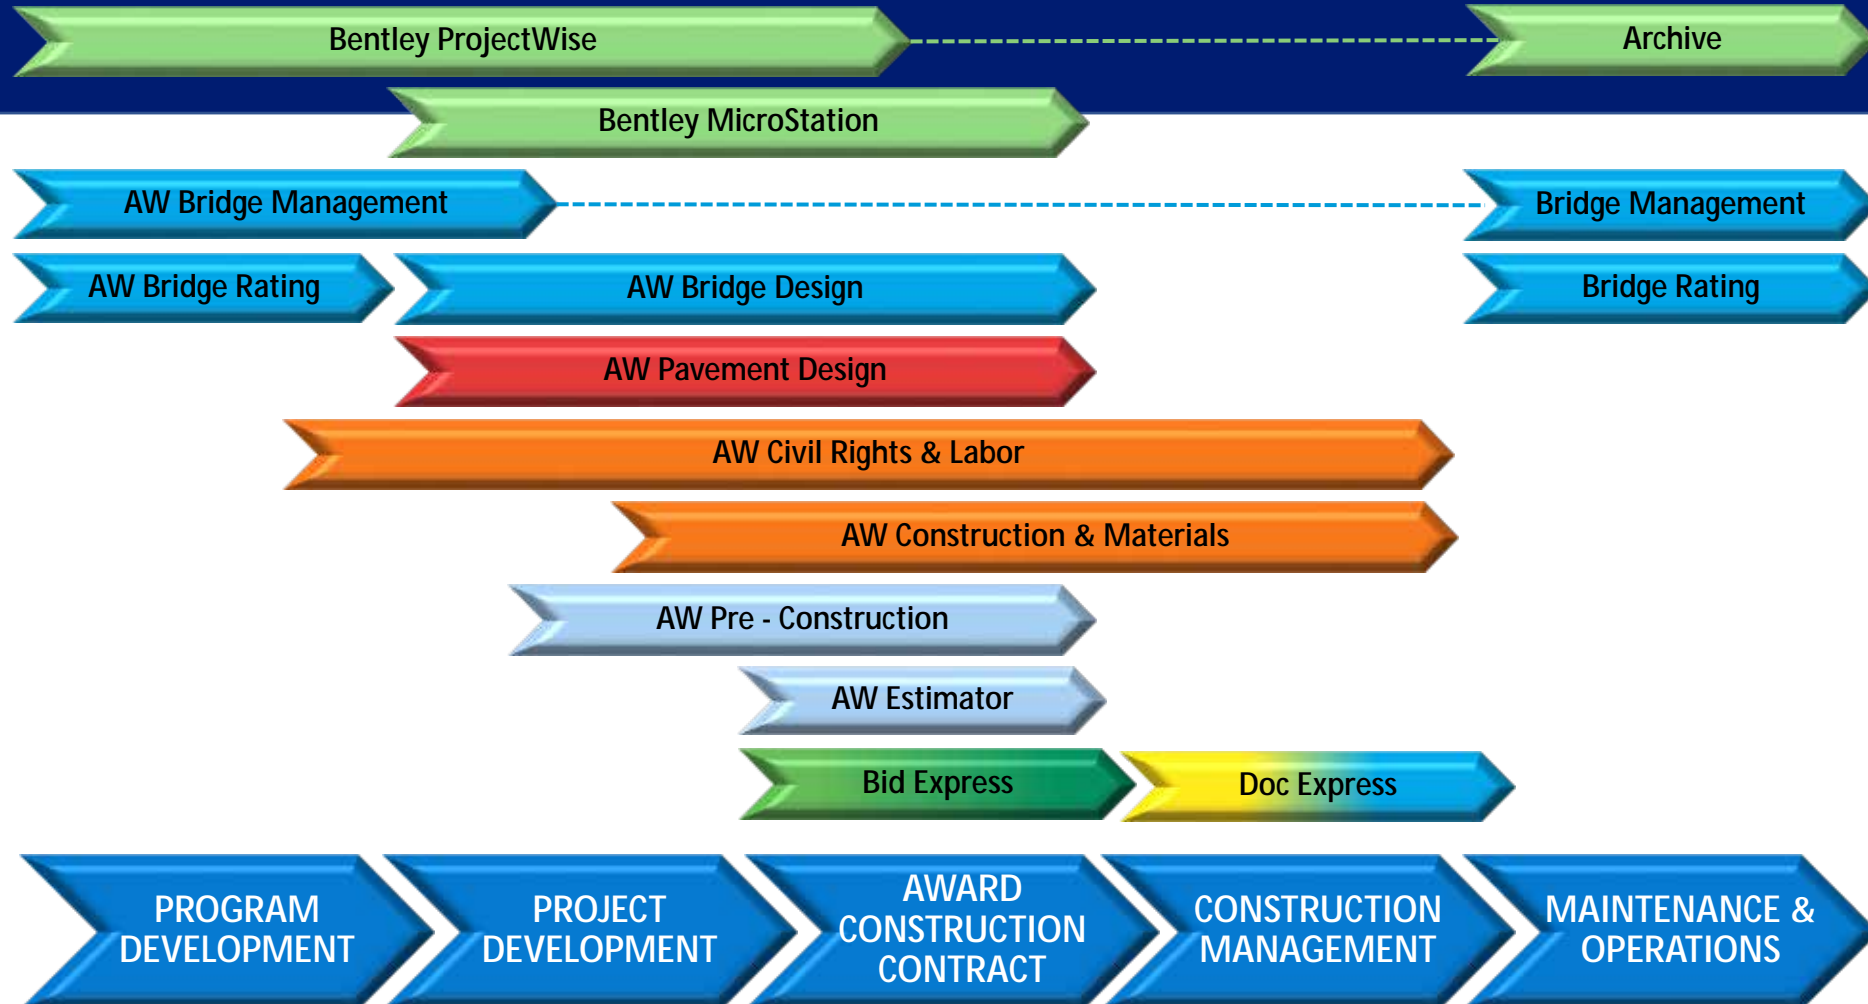 Bentley ProjectWise
Archive
Bentley MicroStation
AW Bridge Management
Bridge Management
AW Bridge Rating
AW Bridge Design
Bridge Rating
AW Pavement Design
AW Civil Rights & Labor
AW Construction & Materials
AW Pre - Construction
AW Estimator
Bid Express
Doc Express
PROGRAM
DEVELOPMENT
PROJECT
DEVELOPMENT
AWARD
CONSTRUCTION
CONTRACT
CONSTRUCTION
MANAGEMENT
MAINTENANCE &
OPERATIONS